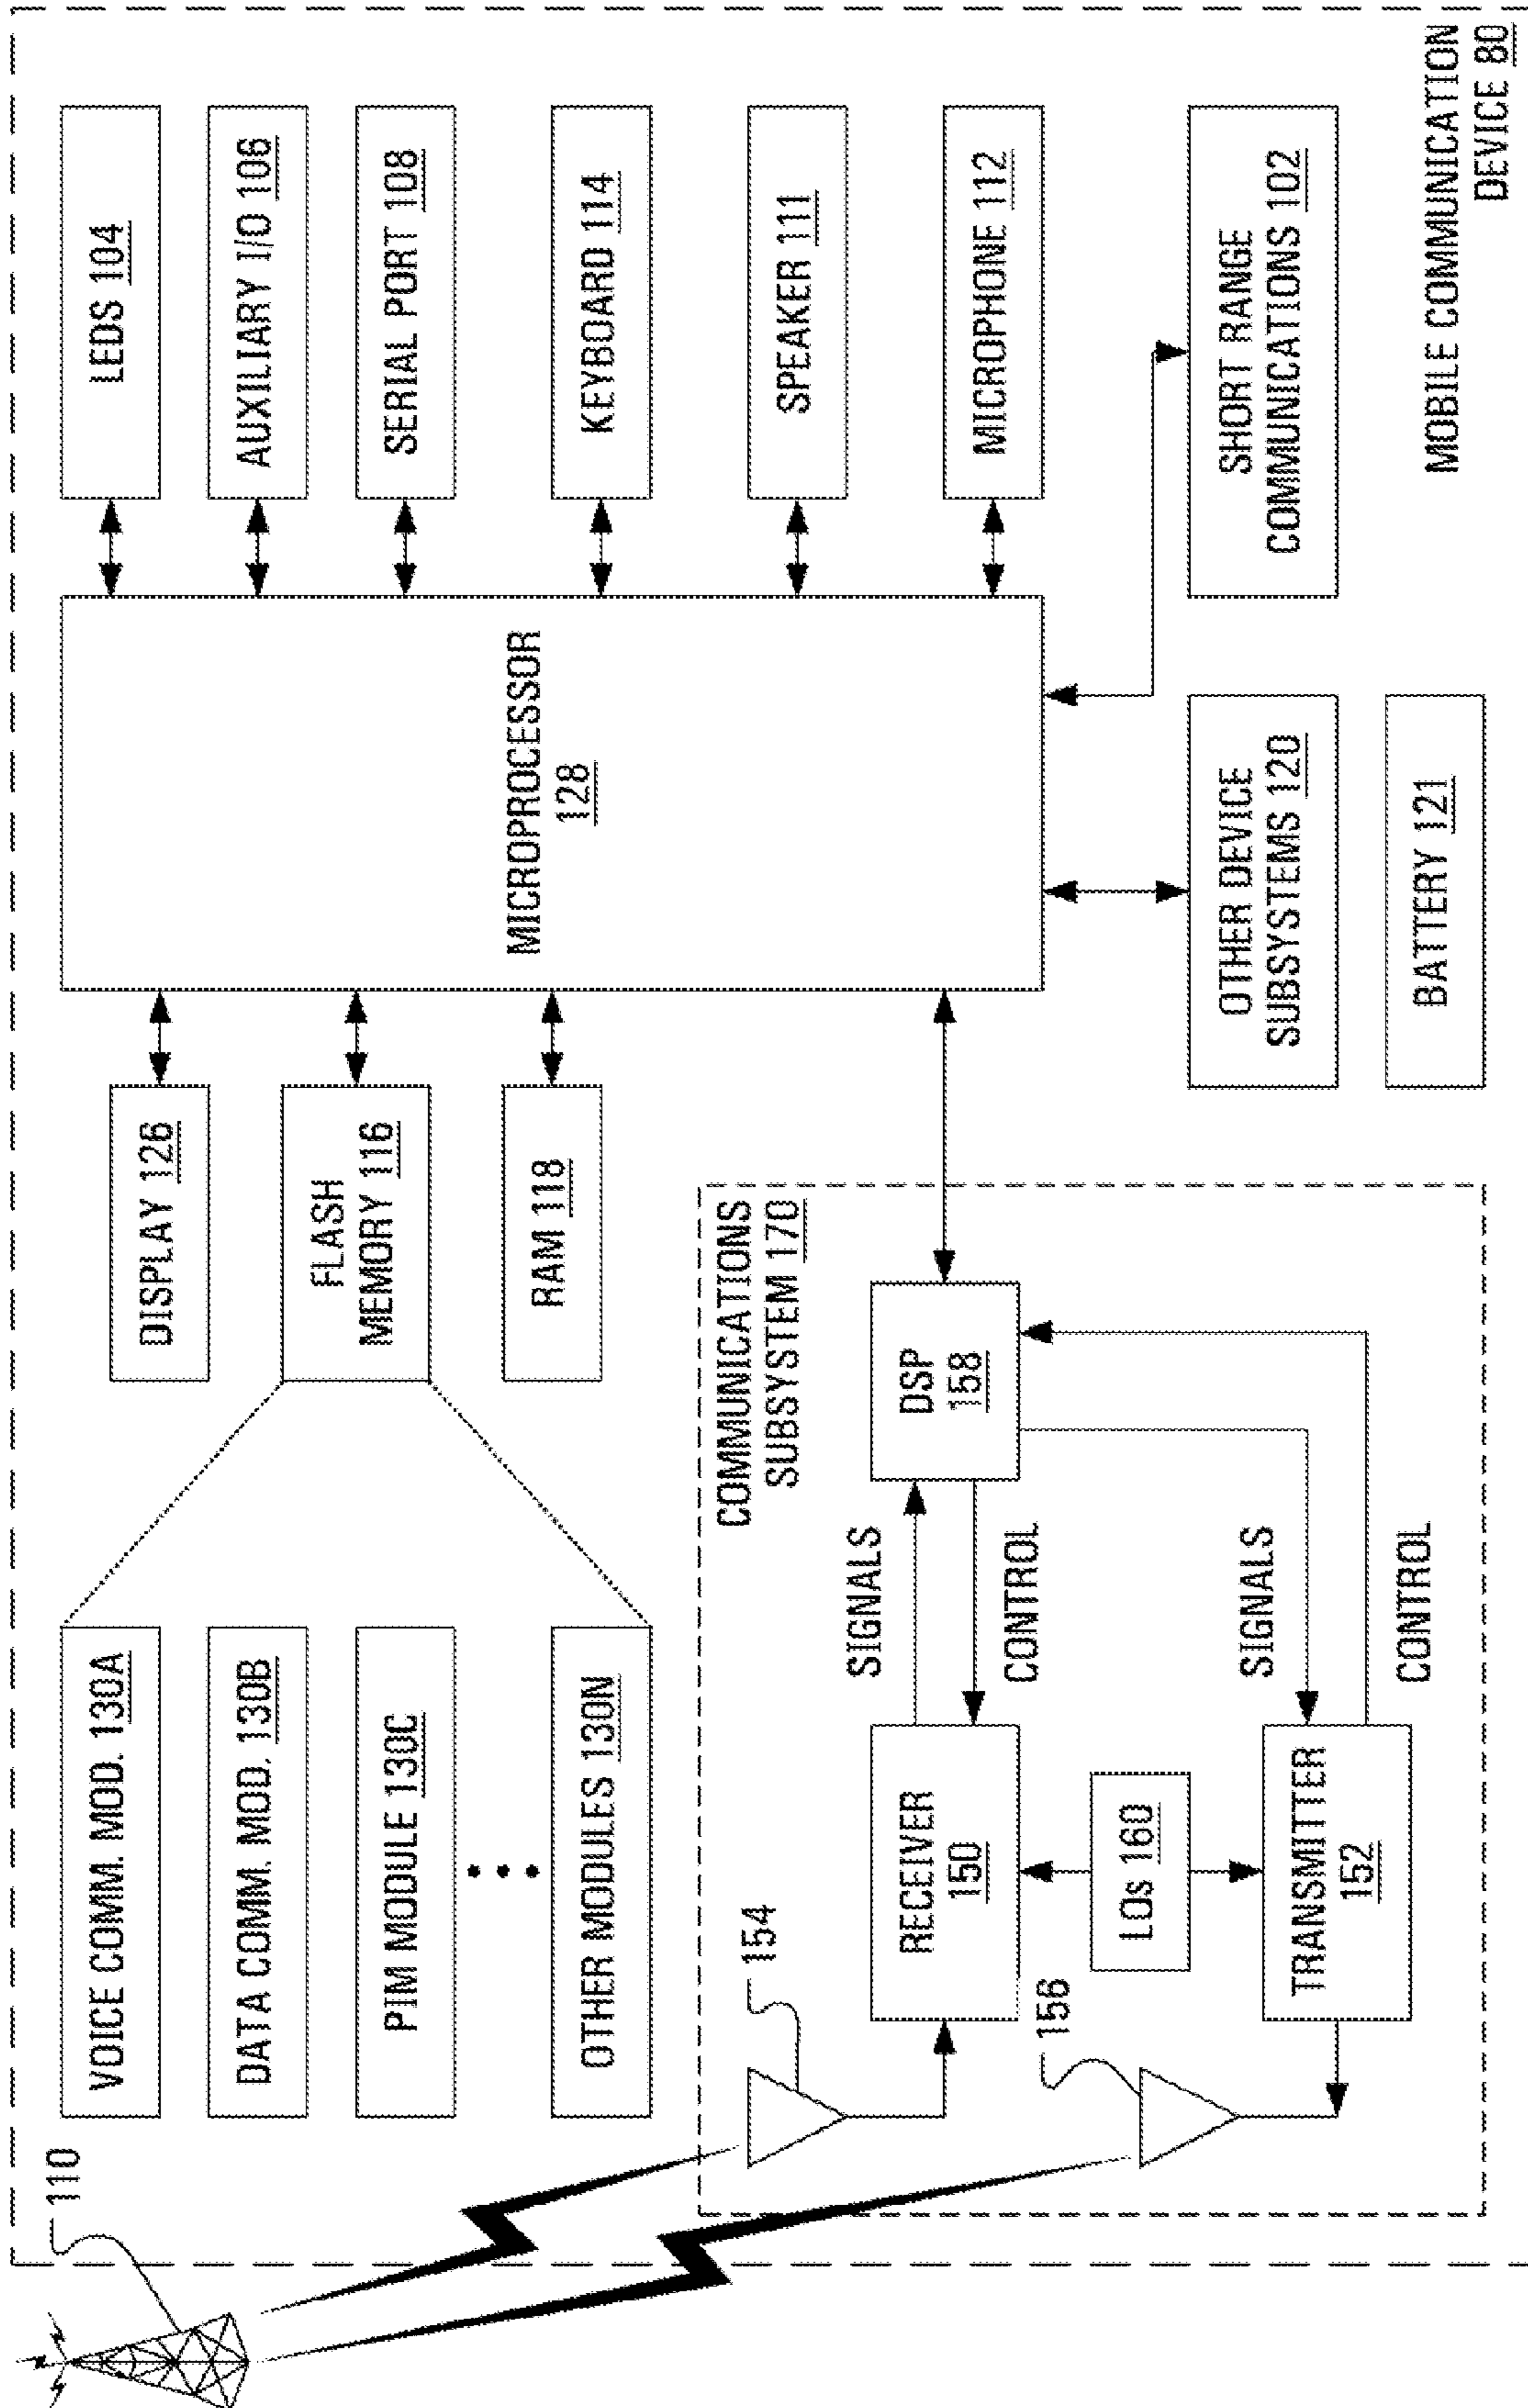 110
VOICE COMM. MOD. 130A
DATA COMM. MOD. 130B
PIM MODULE 130C
OTHER MODULES 130N
DISPLAY 126
FLASH
MEMORY 116
RAM 118
MICROPROCESSOR
128
LEDS 104
AUXILIARY I/O 106
SERIAL PORT 108
KEYBOARD 114
SPEAKER 111
MICROPHONE 112
COMMUNICATIONS
SUBSYSTEM 170
154
RECEIVER
150
SIGNALS
CONTROL
DSP
158
LOs 160
156
TRANSMITTER
152
SIGNALS
CONTROL
OTHER DEVICE
SUBSYSTEMS 120
BATTERY 121
SHORT RANGE
COMMUNICATIONS 102
MOBILE COMMUNICATION
DEVICE 80